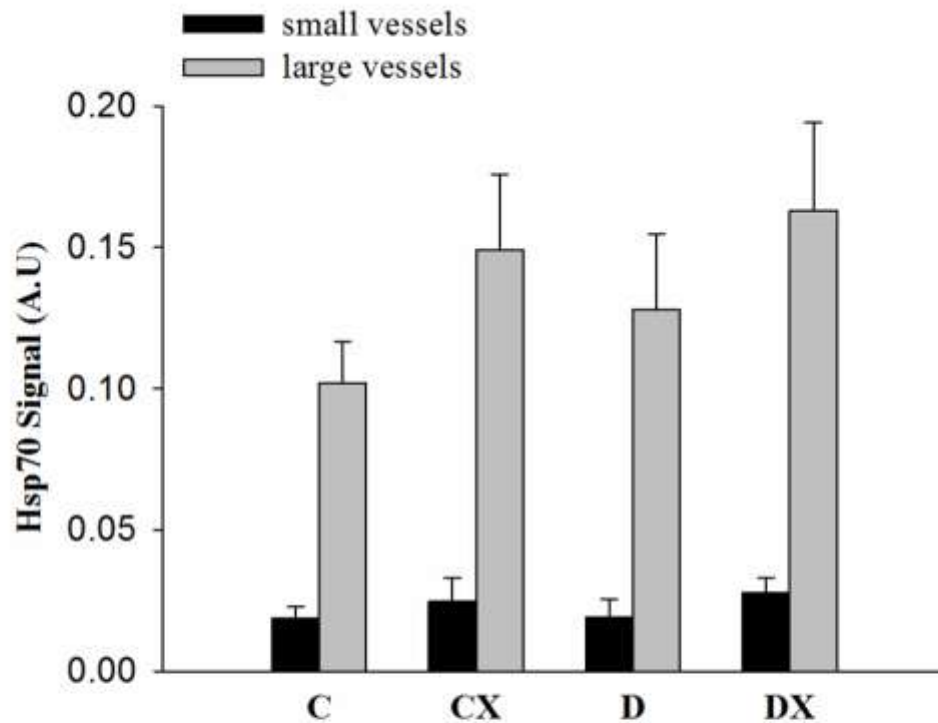 small vessels
large vessels
0.20
0.15
0.10
0.05
0.00
Hsp70 Signal (A.U)
C CX D DX